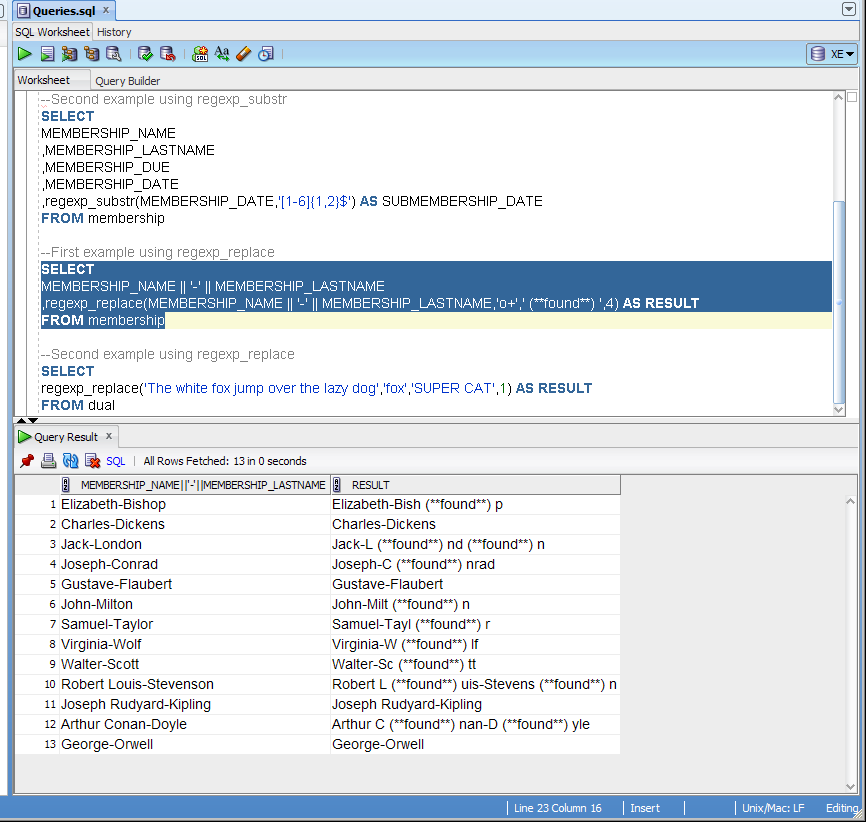 Queries.sql x
SQL Worksheet History
XE
Worksheet Query Builder
--Second example using regexp_substr
SELECT
MEMBERSHIP_NAME
,MEMBERSHIP_LASTNAME
,MEMBERSHIP_DUE
,MEMBERSHIP_DATE
,regexp_substr(MEMBERSHIP_DATE,'[1-6]{1,2}$') AS SUBMEMBERSHIP_DATE
FROM membership
--First example using regexp_replace
SELECT
MEMBERSHIP_NAME || '-' || MEMBERSHIP_LASTNAME
,regexp_replace(MEMBERSHIP_NAME || '-' || MEMBERSHIP_LASTNAME,'o+',' (**found**) ',4) AS RESULT
FROM membership
--Second example using regexp_replace
SELECT
regexp_replace('The white fox jump over the lazy dog','fox','SUPER CAT',1) AS RESULT
FROM dual
Query Result x
SQL | All Rows Fetched: 13 in 0 seconds
MEMBERSHIP_NAME||'-'||MEMBERSHIP_LASTNAME RESULT
1 Elizabeth-Bishop Elizabeth-Bish (**found**) p
2 Charles-Dickens Charles-Dickens
3 Jack-London Jack-L (**found**) nd (**found**) n
4 Joseph-Conrad Joseph-C (**found**) nrad
5 Gustave-Flaubert Gustave-Flaubert
6 John-Milton John-Milt (**found**) n
7 Samuel-Taylor Samuel-Tayl (**found**) r
8 Virginia-Wolf Virginia-W (**found**) lf
9 Walter-Scott Walter-Sc (**found**) tt
10 Robert Louis-Stevenson Robert L (**found**) uis-Stevens (**found**) n
11 Joseph Rudyard-Kipling Joseph Rudyard-Kipling
12 Arthur Conan-Doyle Arthur C (**found**) nan-D (**found**) yle
13 George-Orwell George-Orwell
Line 23 Column 16 Insert Unix/Mac: LF Editing